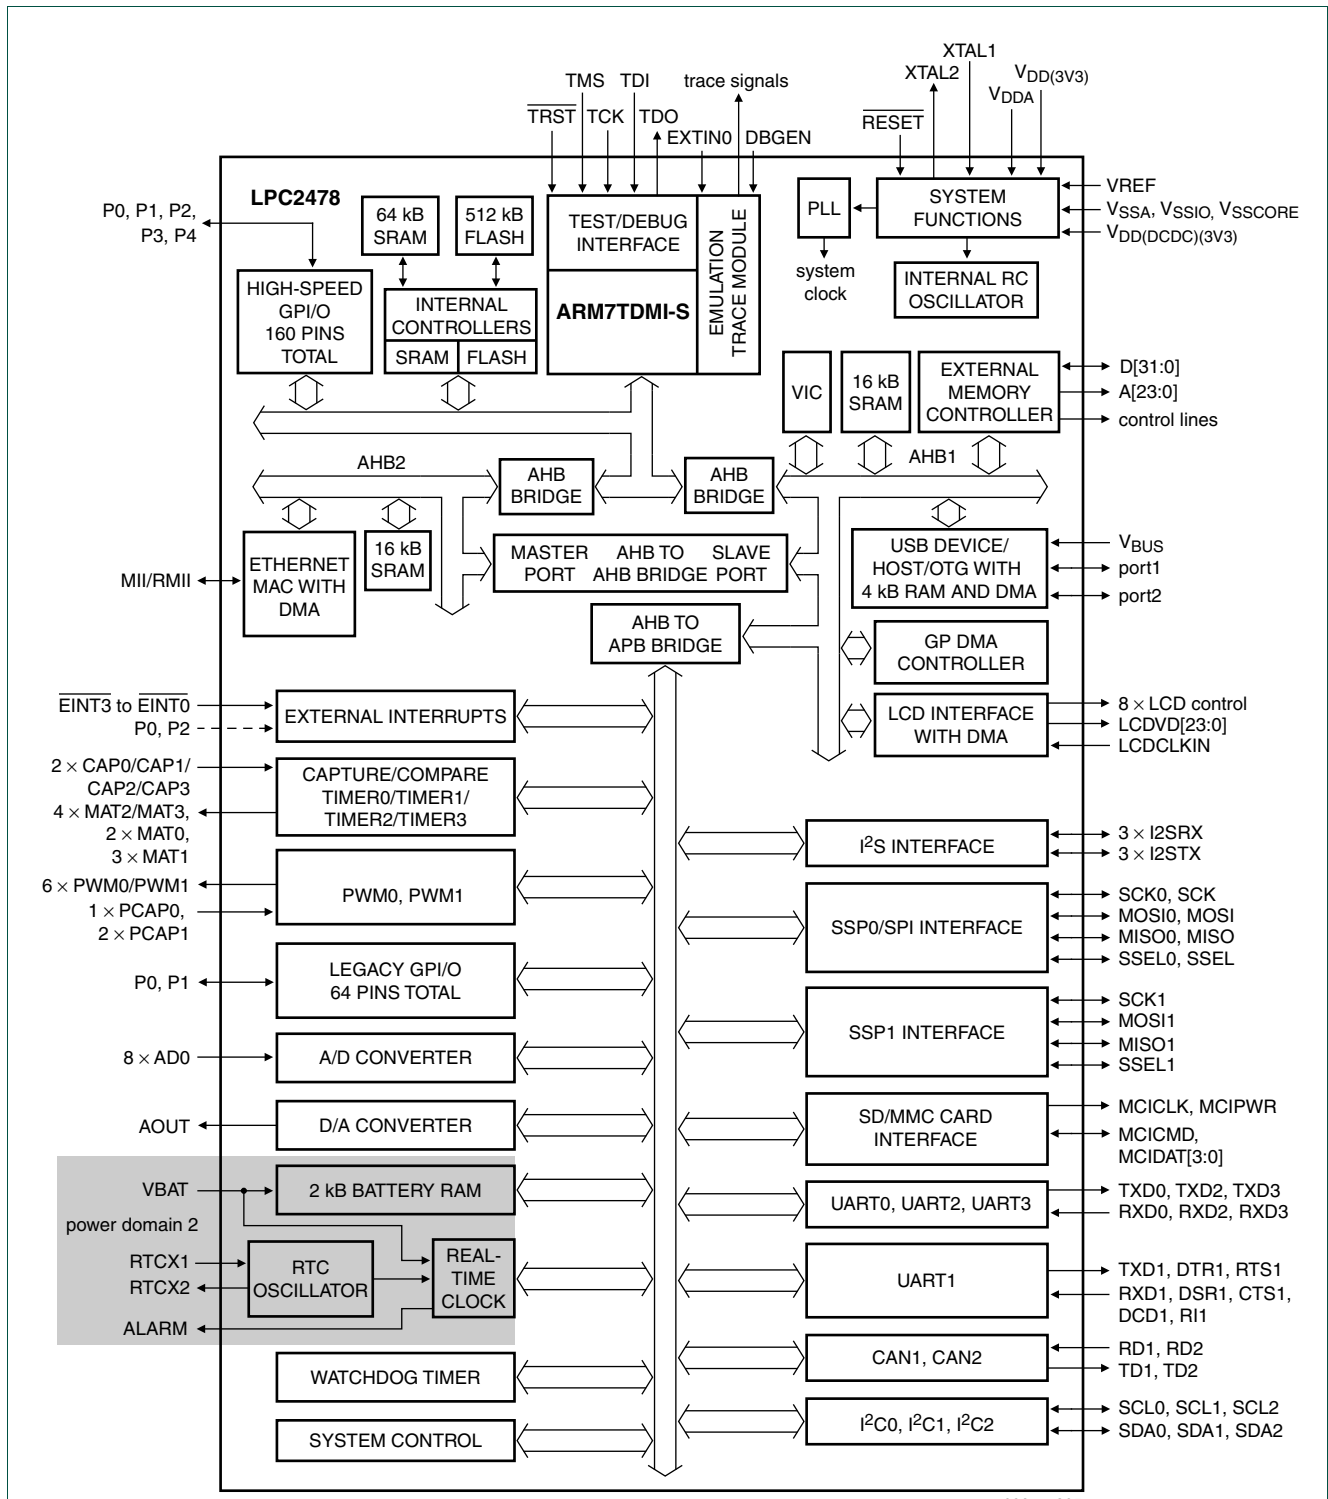 XTAL1
XTAL2
VDD(3V3)
VDDA
RESET
TMS
TDI
trace signals
TRST
TCK
TDO
EXTIN0
DBGEN
LPC2478
P0, P1, P2,
P3, P4
64 kB
SRAM
512 kB
FLASH
TEST/DEBUG
INTERFACE
EMULATION
TRACE MODULE
PLL
SYSTEM
FUNCTIONS
VREF
VSSA, VSSIO, VSSCORE
VDD(DCDC)(3V3)
system
clock
INTERNAL RC
OSCILLATOR
HIGH-SPEED
GPI/O
160 PINS
TOTAL
INTERNAL
CONTROLLERS
SRAM
FLASH
ARM7TDMI-S
VIC
16 kB
SRAM
EXTERNAL
MEMORY
CONTROLLER
D[31:0]
A[23:0]
control lines
AHB2
AHB
BRIDGE
AHB
BRIDGE
AHB1
ETHERNET
MAC WITH
DMA
MII/RMII
16 kB
SRAM
MASTER
PORT
AHB TO
AHB BRIDGE
SLAVE
PORT
USB DEVICE/
HOST/OTG WITH
4 kB RAM AND DMA
VBUS
port1
port2
AHB TO
APB BRIDGE
GP DMA
CONTROLLER
LCD INTERFACE
WITH DMA
8 × LCD control
LCDVD[23:0]
LCDCLKIN
EINT3 to EINT0
P0, P2
EXTERNAL INTERRUPTS
2 × CAP0/CAP1/
CAP2/CAP3
4 × MAT2/MAT3,
2 × MAT0,
3 × MAT1
CAPTURE/COMPARE
TIMER0/TIMER1/
TIMER2/TIMER3
I2S INTERFACE
3 × I2SRX
3 × I2STX
6 × PWM0/PWM1
1 × PCAP0,
2 × PCAP1
PWM0, PWM1
SSP0/SPI INTERFACE
SCK0, SCK
MOSI0, MOSI
MISO0, MISO
SSEL0, SSEL
P0, P1
LEGACY GPI/O
64 PINS TOTAL
SSP1 INTERFACE
SCK1
MOSI1
MISO1
SSEL1
8 × AD0
A/D CONVERTER
AOUT
D/A CONVERTER
SD/MMC CARD
INTERFACE
MCICLK, MCIPWR
MCICMD,
MCIDAT[3:0]
VBAT
2 kB BATTERY RAM
UART0, UART2, UART3
TXD0, TXD2, TXD3
RXD0, RXD2, RXD3
power domain 2
RTCX1
RTCX2
RTC
OSCILLATOR
REAL-
TIME
CLOCK
ALARM
UART1
TXD1, DTR1, RTS1
RXD1, DSR1, CTS1,
DCD1, RI1
WATCHDOG TIMER
CAN1, CAN2
RD1, RD2
TD1, TD2
SYSTEM CONTROL
I2C0, I2C1, I2C2
SCL0, SCL1, SCL2
SDA0, SDA1, SDA2